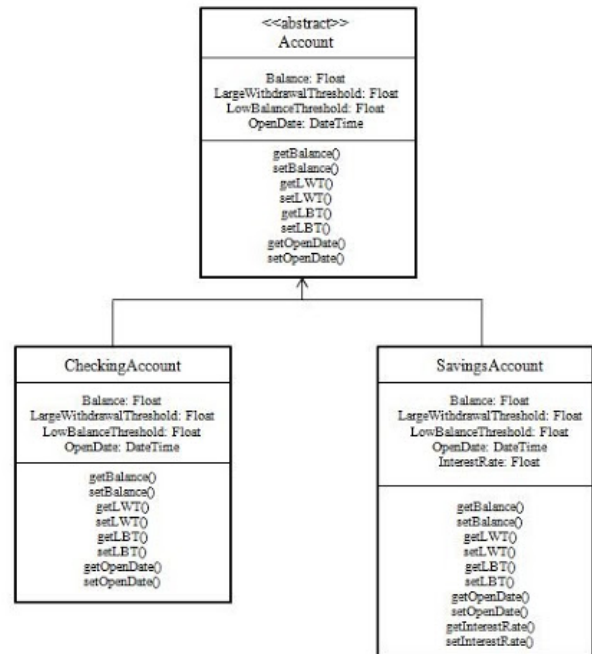 <<abstract>>
Account
Balance: Float
LargeWithdrawalThreshold: Float
LowBalanceThreshold: Float
OpenDate: DateTime
getBalance()
setBalance()
getLWT()
setLWT()
getLBT()
setLBT()
getOpenDate()
setOpenDate()
CheckingAccount
Balance: Float
LargeWithdrawalThreshold: Float
LowBalanceThreshold: Float
OpenDate: DateTime
getBalance()
setBalance()
getLWT()
setLWT()
getLBT()
setLBT()
getOpenDate()
setOpenDate()
SavingsAccount
Balance: Float
LargeWithdrawalThreshold: Float
LowBalanceThreshold: Float
OpenDate: DateTime
InterestRate: Float
getBalance()
setBalance()
getLWT()
setLWT()
getLBT()
setLBT()
getOpenDate()
setOpenDate()
getInterestRate()
setInterestRate()